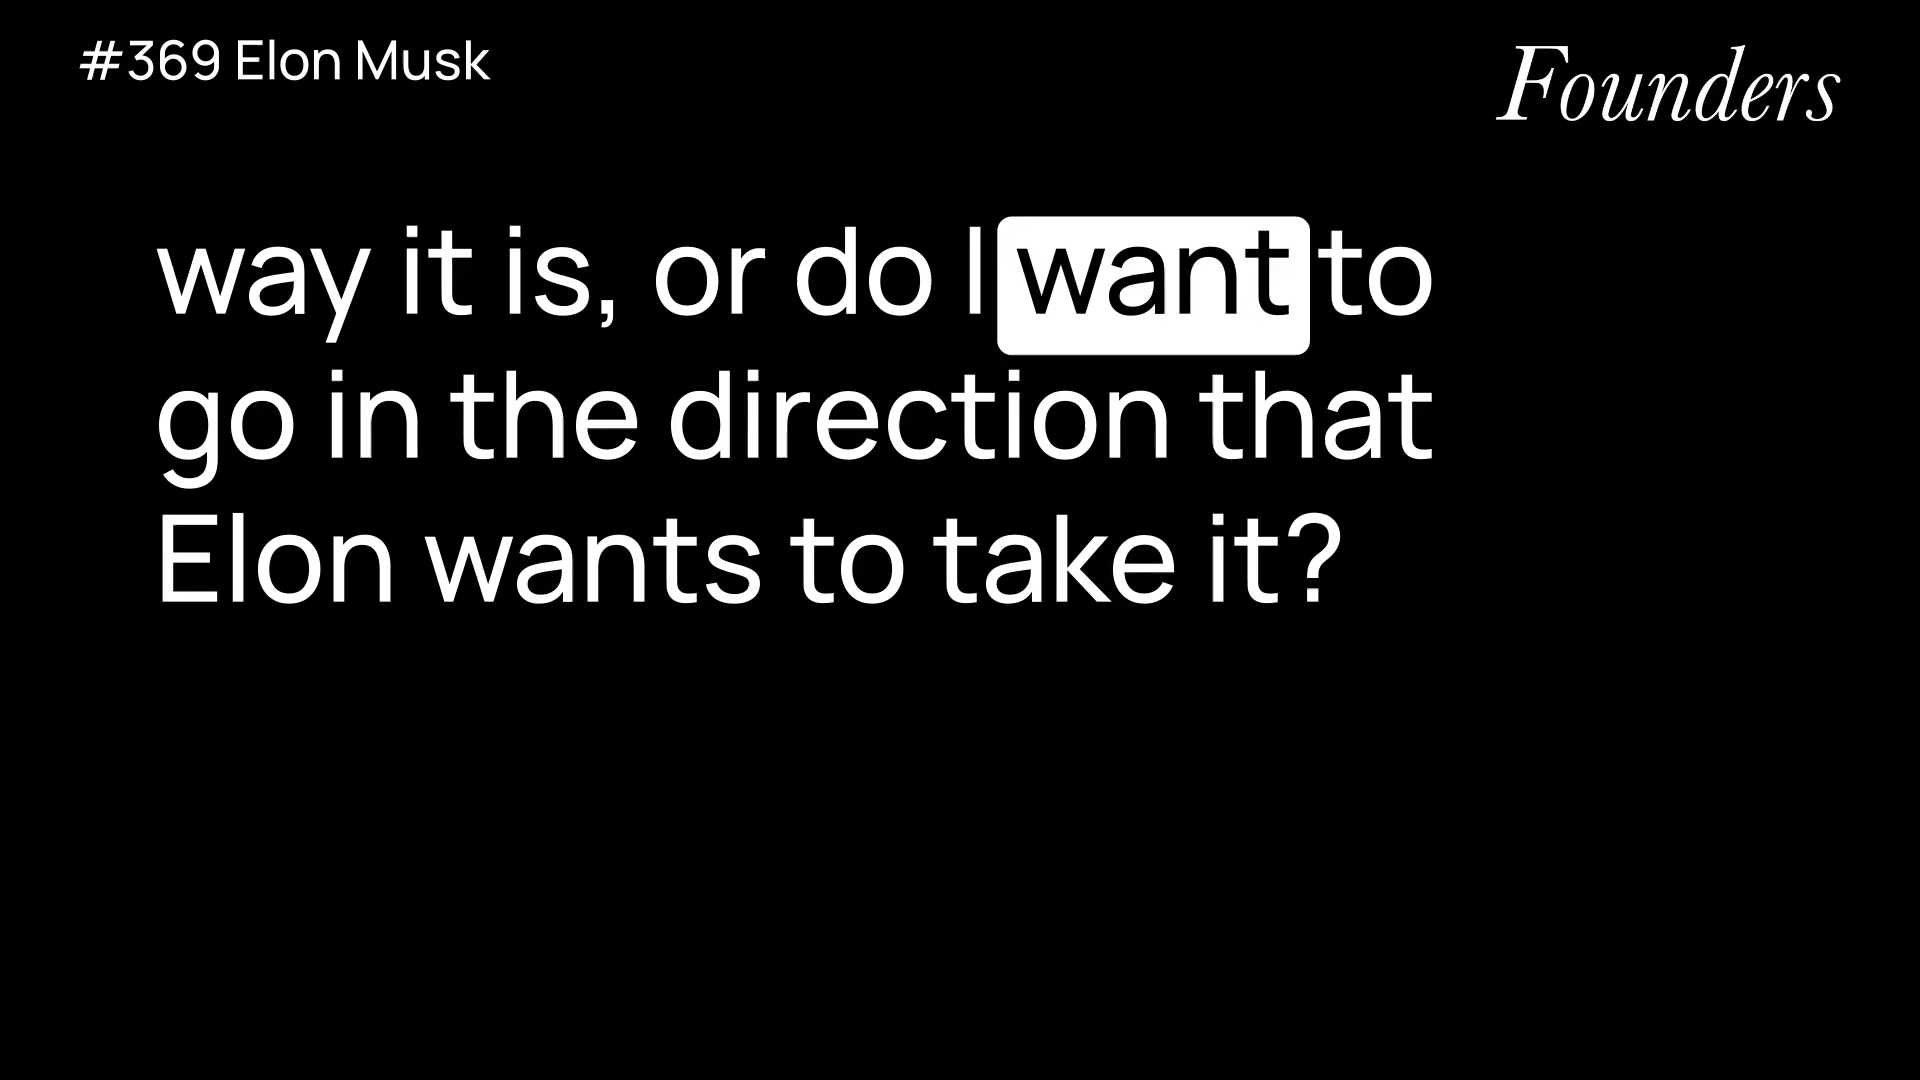 #369 Elon Musk
Founders
way it is, or do I want to
go in the direction that
Elon wants to take it?